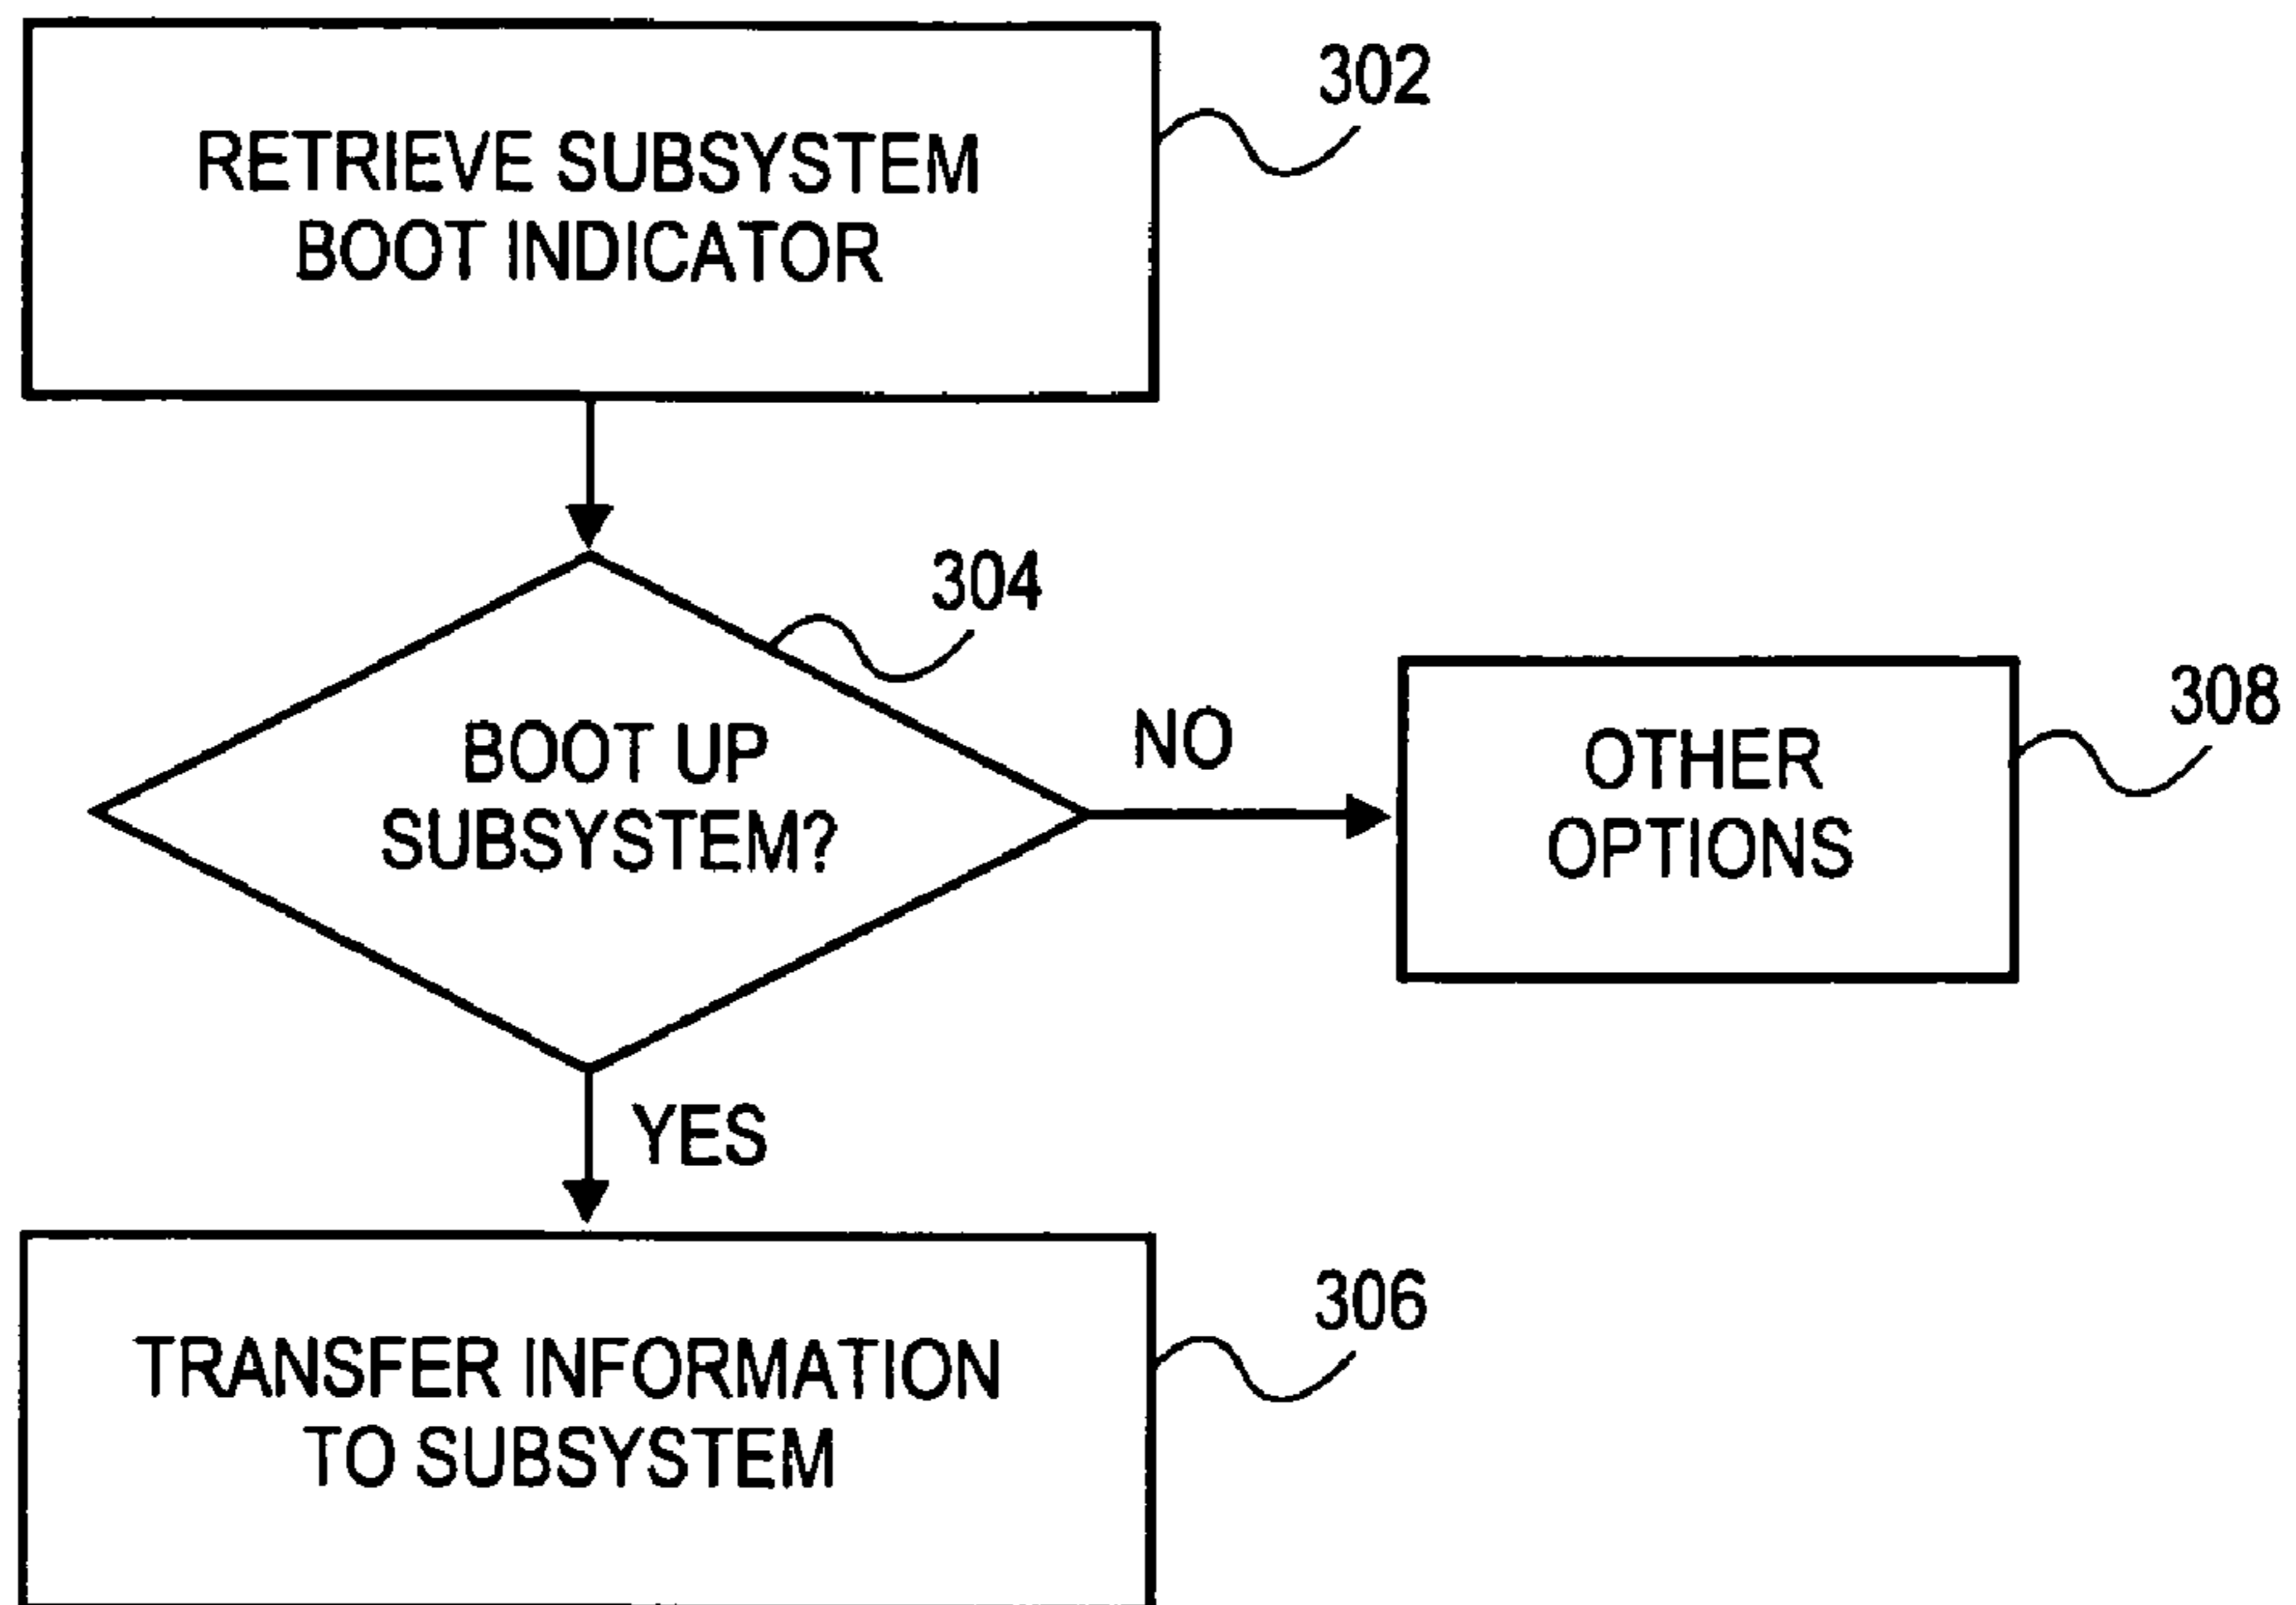 302
RETRIEVE SUBSYSTEM
BOOT INDICATOR
304
BOOT UP
SUBSYSTEM?
NO
308
OTHER
OPTIONS
YES
306
TRANSFER INFORMATION
TO SUBSYSTEM